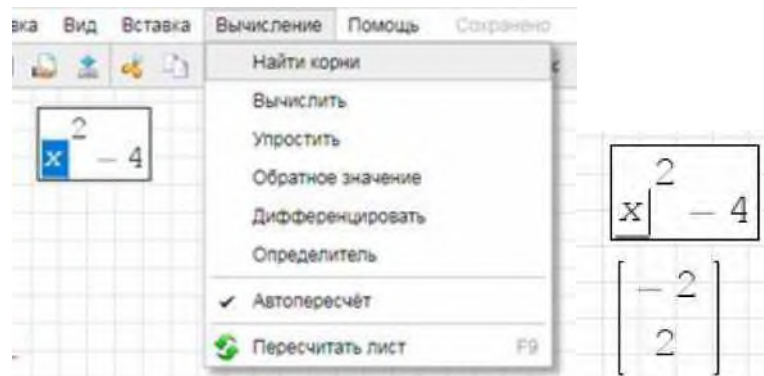 вка Вид Вставка Вычисление Помощь Сохранено
Найти корни
Вычислить
Упростить
Обратное значение
Дифференцировать
Определитель
✓ Автопересчёт
Пересчитать лист F9
x² − 4
x² − 4
− 2
2